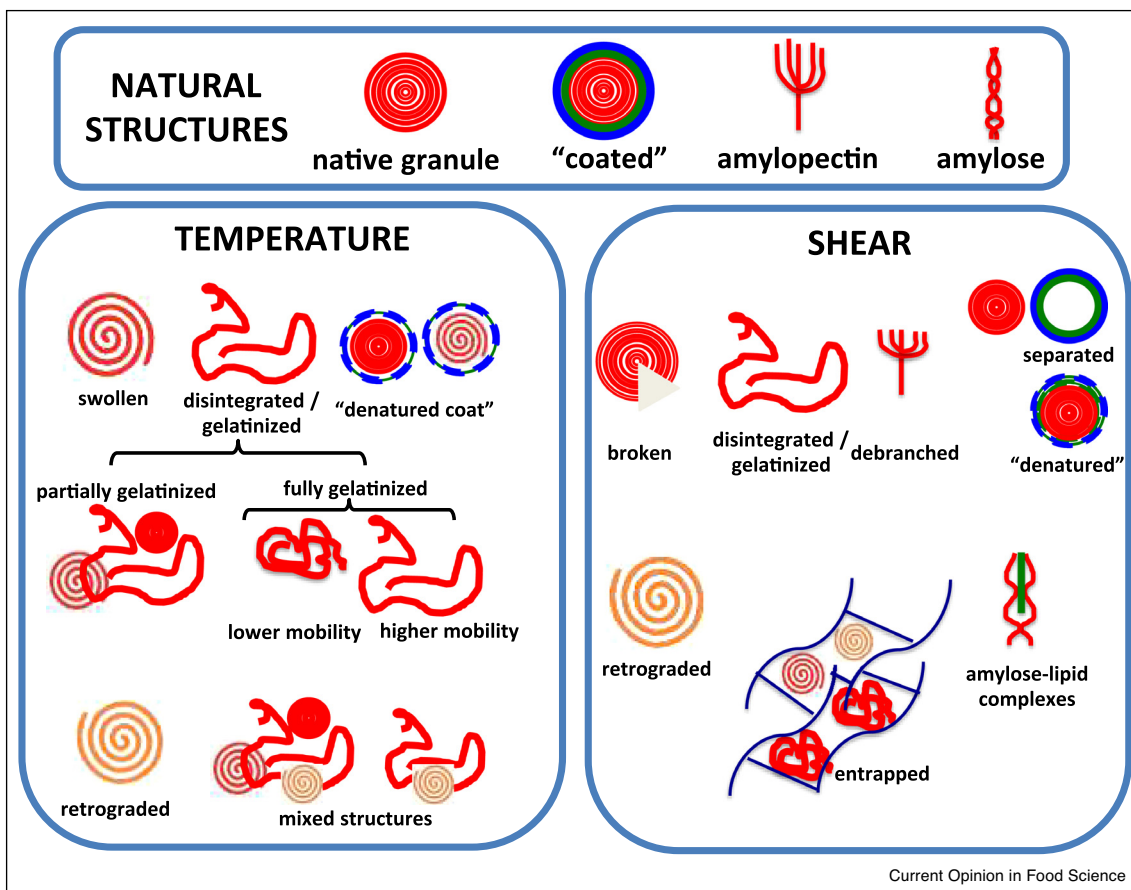 NATURAL
STRUCTURES
native granule
“coated”
amylopectin
amylose
TEMPERATURE
swollen
disintegrated /
gelatinized
“denatured coat”
partially gelatinized
fully gelatinized
lower mobility
higher mobility
retrograded
mixed structures
SHEAR
broken
disintegrated /
gelatinized
debranched
separated
“denatured”
retrograded
entrapped
amylose-lipid
complexes
Current Opinion in Food Science